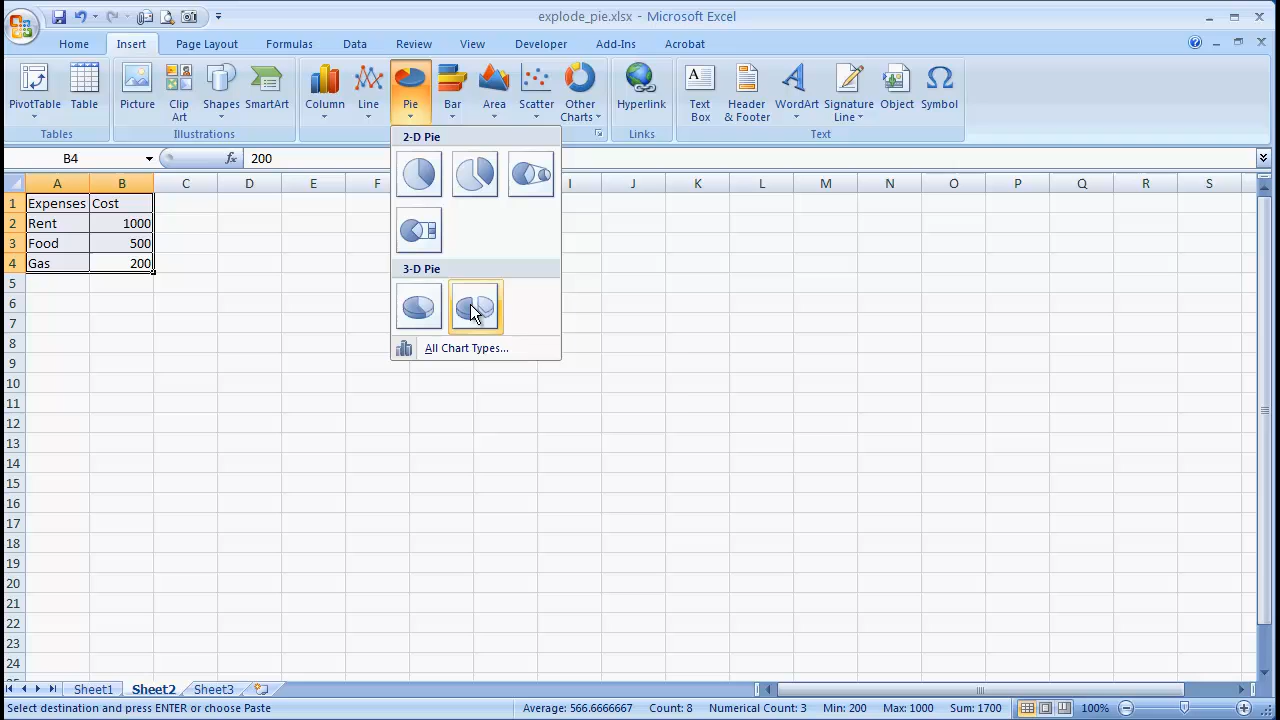 explode_pie.xlsx - Microsoft Excel
Home Insert Page Layout Formulas Data Review View Developer Add-Ins Acrobat
PivotTable Table Picture Clip Art Shapes SmartArt Column Line Pie Bar Area Scatter Other Charts Hyperlink Text Box Header & Footer WordArt Signature Line Object Symbol
Tables Illustrations Links Text
B4 fx 200
2-D Pie
3-D Pie
All Chart Types...
A B C D E F I J K L M N O P Q R S
1 Expenses Cost
2 Rent 1000
3 Food 500
4 Gas 200
5
6
7
8
9
10
11
12
13
14
15
16
17
18
19
20
21
22
23
24
Sheet1 Sheet2 Sheet3
Select destination and press ENTER or choose Paste Average: 566.6666667 Count: 8 Numerical Count: 3 Min: 200 Max: 1000 Sum: 1700 100%